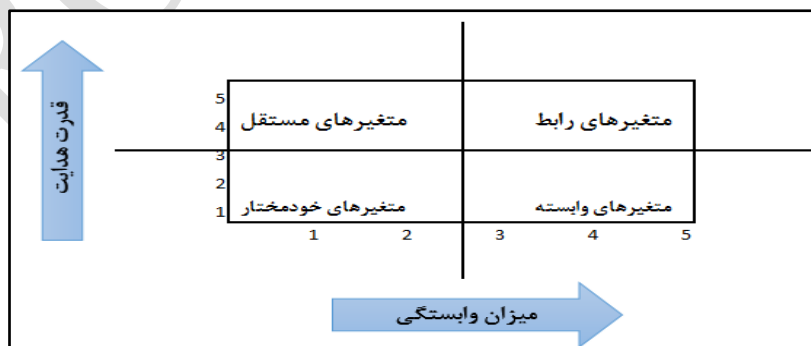 قدرت هدایت
5
متغیرهای رابط
متغیرهای مستقل
4
3
2
متغیرهای وابسته
متغیرهای خودمختار
1
1 2 3 4 5
میزان وابستگی